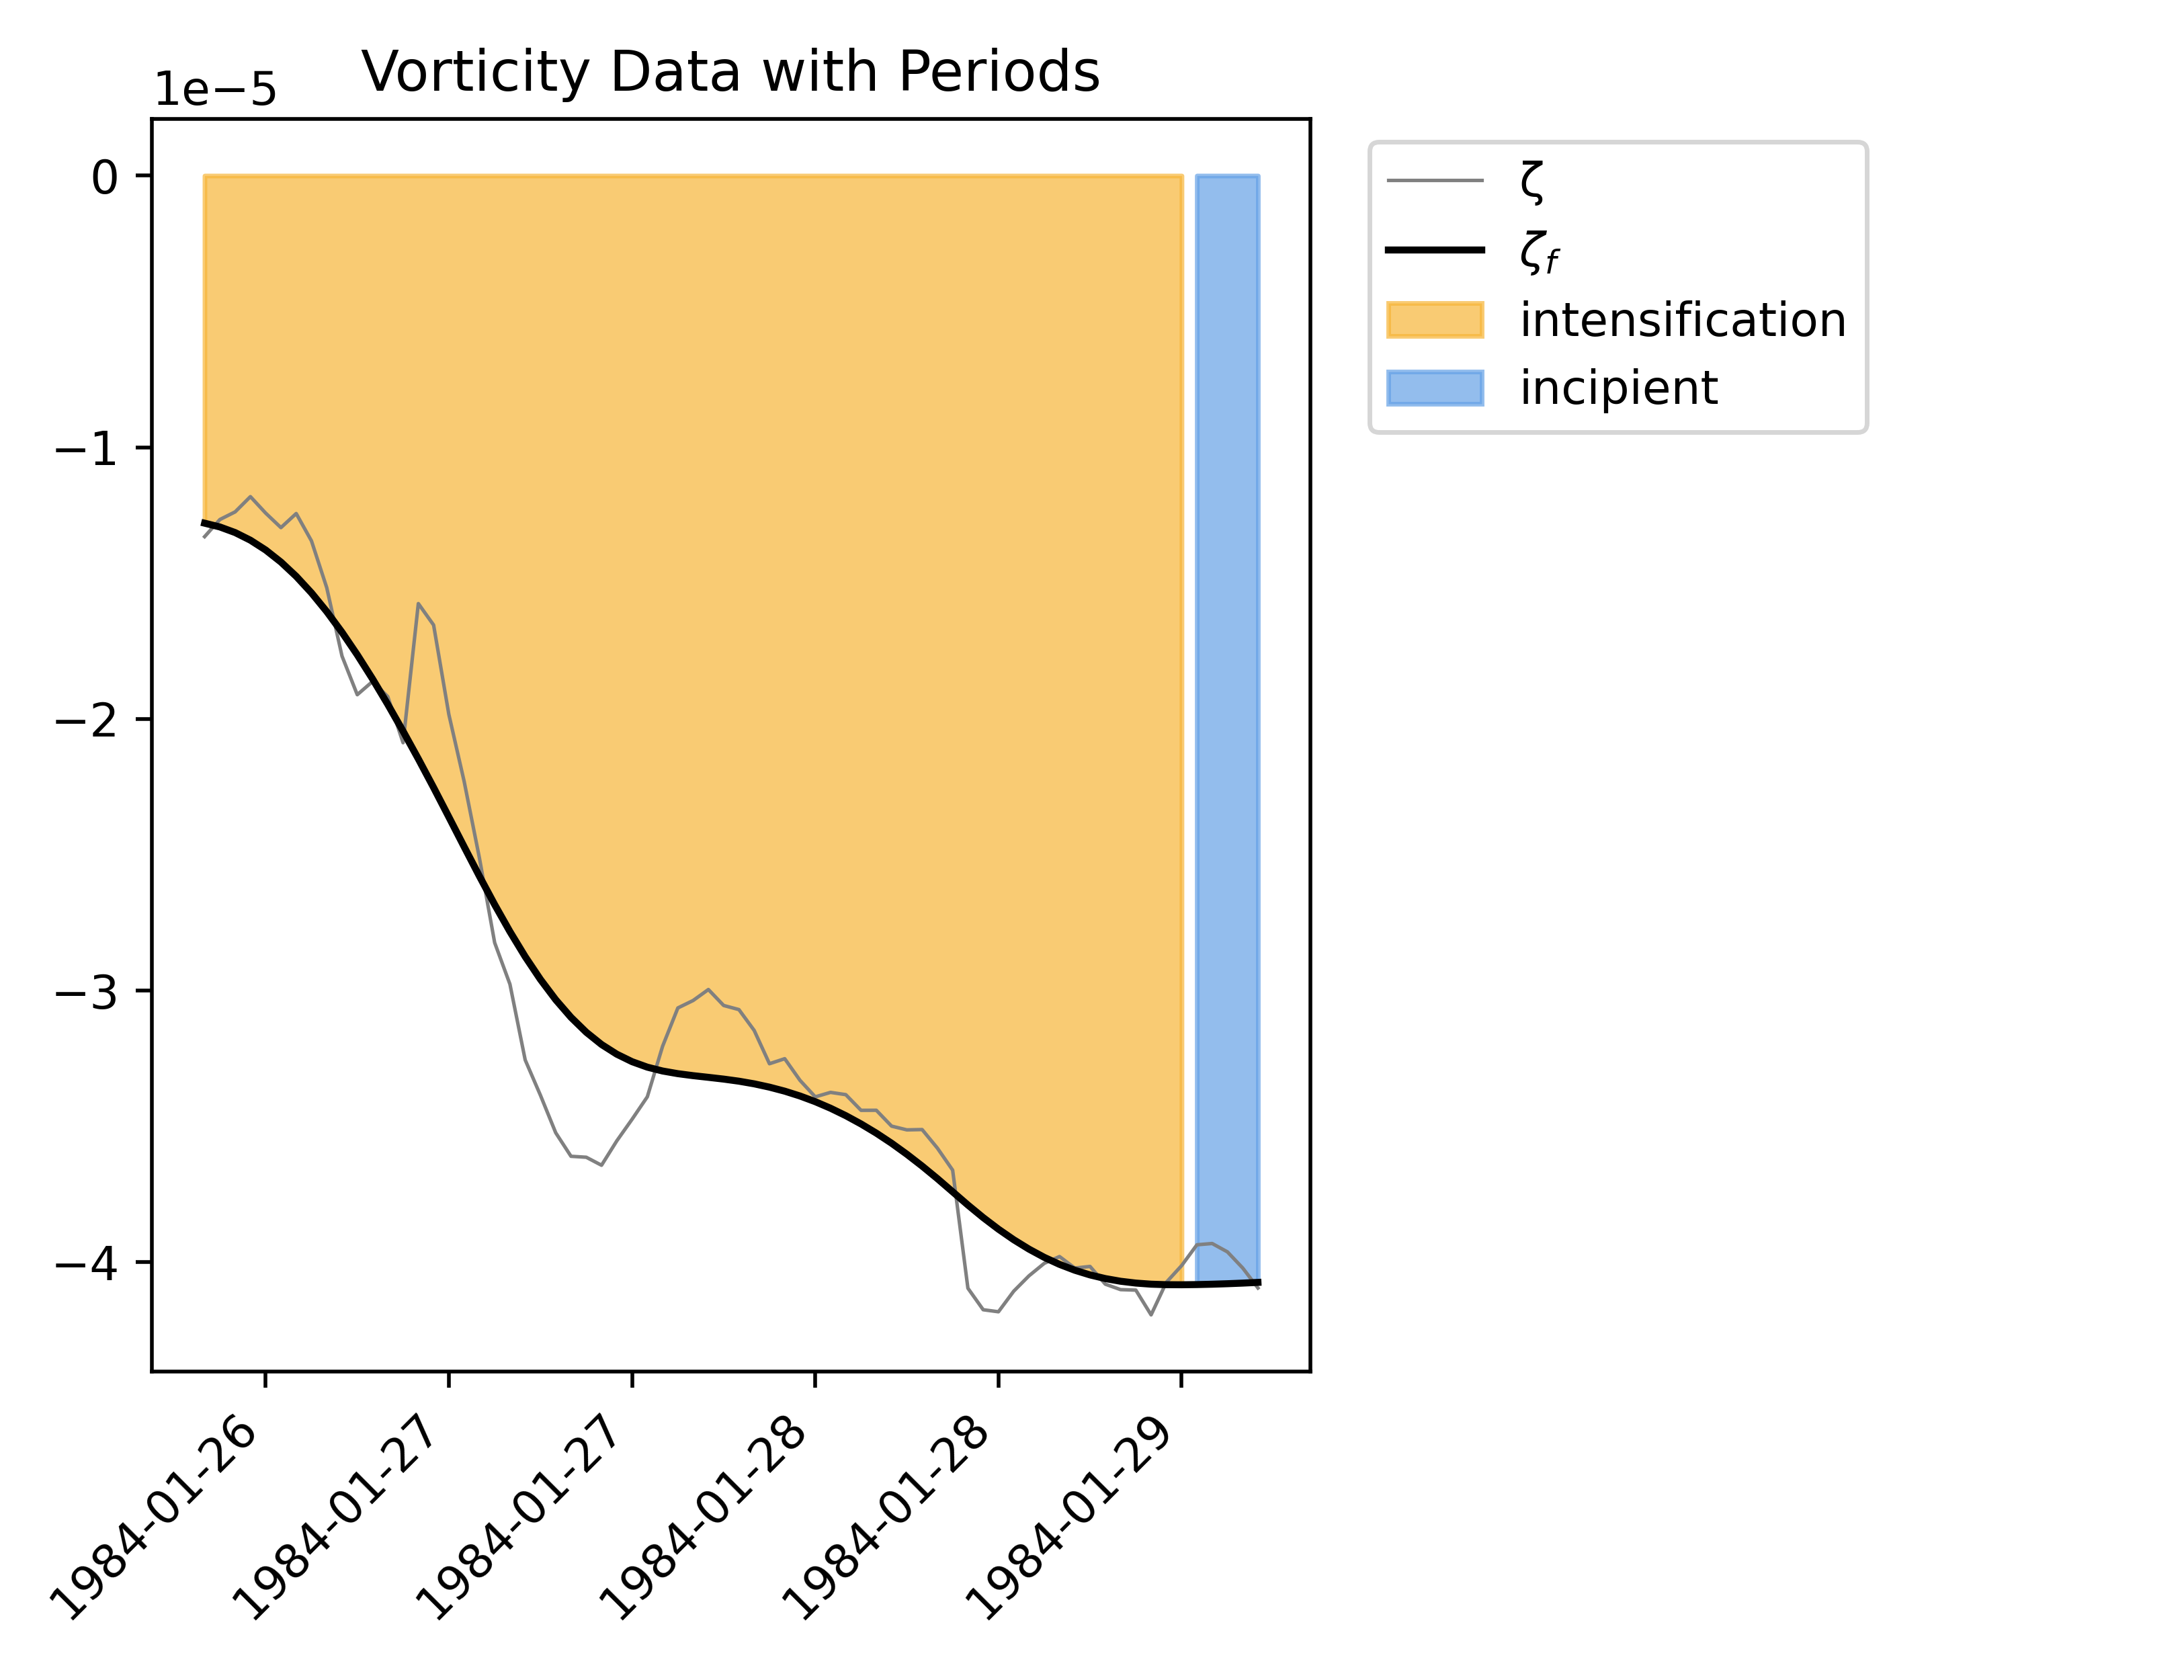 Vorticity Data with Periods
1e−5
0
−1
−2
−3
−4
1984-01-26
1984-01-27
1984-01-27
1984-01-28
1984-01-28
1984-01-29
ζ
ζf
intensification
incipient